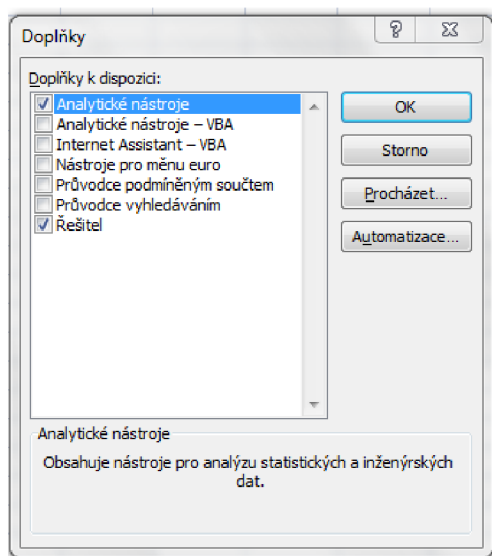 Doplňky
Doplňky k dispozici:
Analytické nástroje
Analytické nástroje – VBA
Internet Assistant – VBA
Nástroje pro měnu euro
Průvodce podmíněným součtem
Průvodce vyhledáváním
Řešitel
OK
Storno
Procházet...
Automatizace...
Analytické nástroje
Obsahuje nástroje pro analýzu statistických a inženýrských
dat.